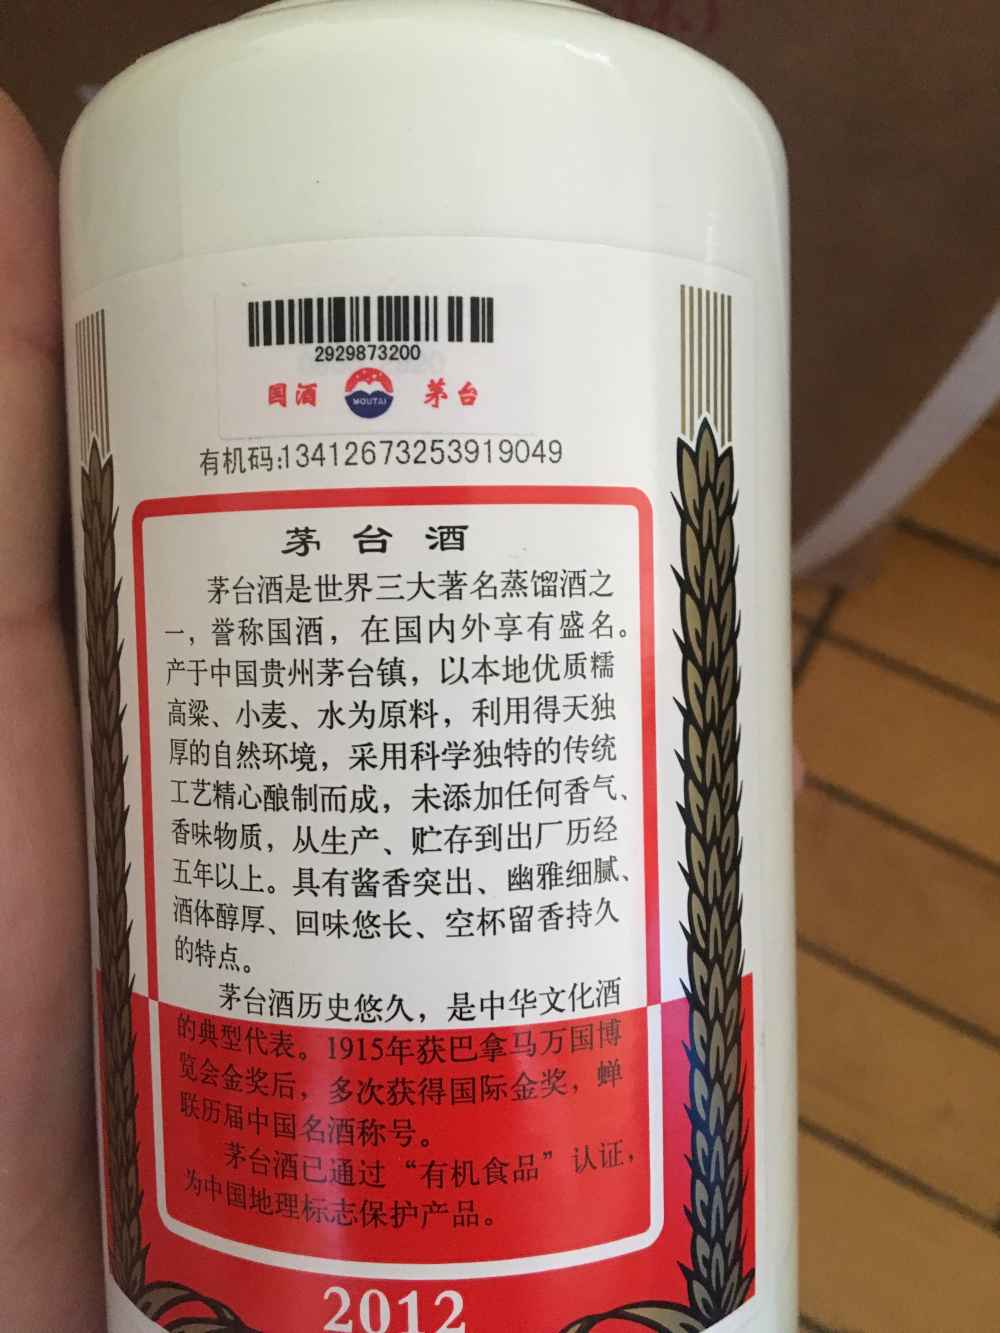 2929873200
国酒 MOUTAI 茅台
有机码:13412673253919049
茅台酒
茅台酒是世界三大著名蒸馏酒之
一，誉称国酒，在国内外享有盛名。
产于中国贵州茅台镇，以本地优质糯
高粱、小麦、水为原料，利用得天独
厚的自然环境，采用科学独特的传统
工艺精心酿制而成，未添加任何香气、
香味物质，从生产、贮存到出厂历经
五年以上。具有酱香突出、幽雅细腻、
酒体醇厚、回味悠长、空杯留香持久
的特点。
茅台酒历史悠久，是中华文化酒
的典型代表。1915年获巴拿马万国博
览会金奖后，多次获得国际金奖，蝉
联历届中国名酒称号。
茅台酒已通过“有机食品”认证，
为中国地理标志保护产品。
2012